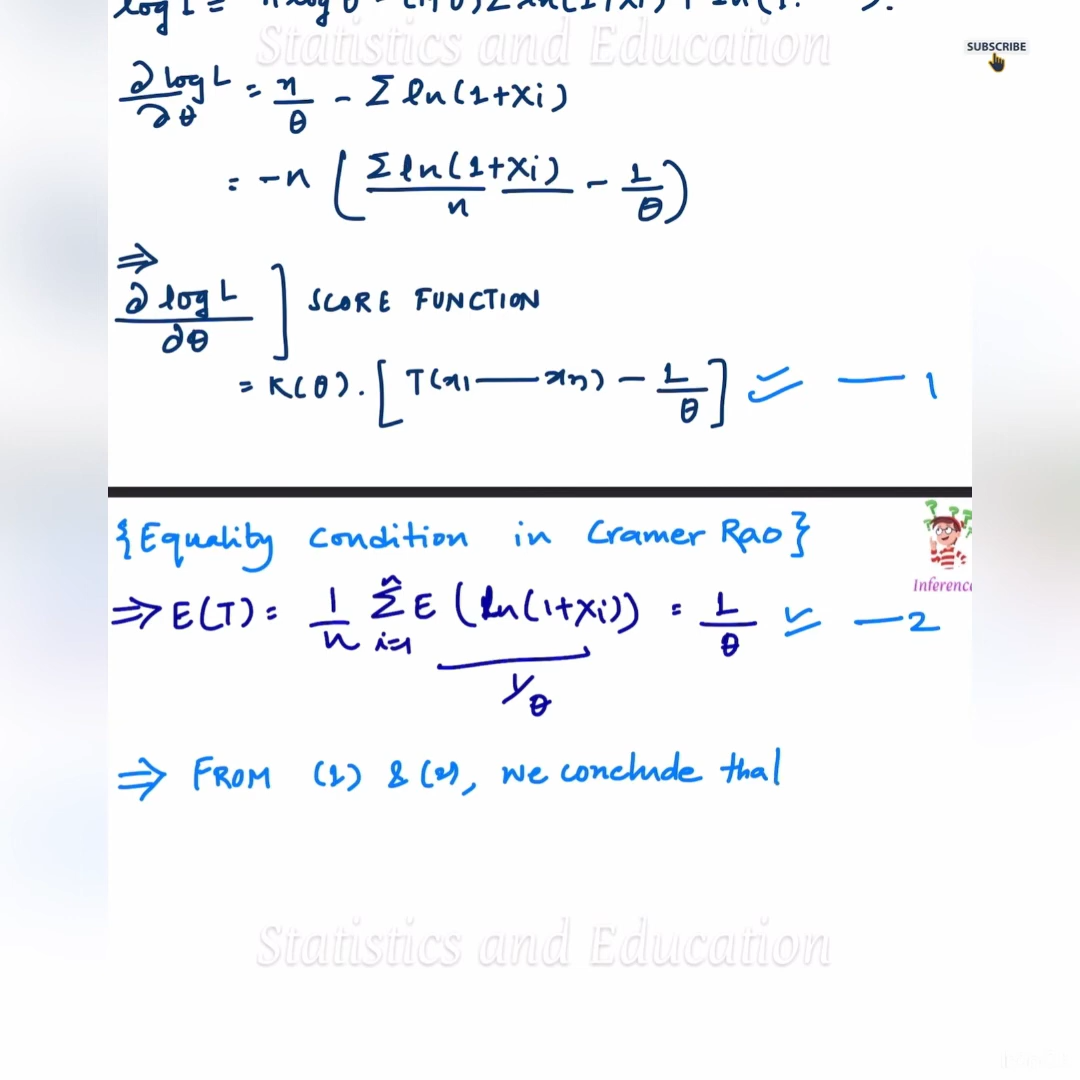 Statistics and Education
SUBSCRIBE
∂ log L / ∂θ = n/θ - Σ ln(1+Xi)
= -n ( Σ ln(1+Xi) / n - 1/θ )
⇒
∂ log L / ∂θ ] SCORE FUNCTION
= K(θ). [ T(x1 — xn) - 1/θ ] — 1
{Equality condition in Cramer Rao}
Inference
⇒ E(T) = 1/n Σ_{i=1}^{n} E (ln(1+Xi)) = 1/θ — 2
1/θ
⇒ FROM (1) & (2), we conclude that
Statistics and Education